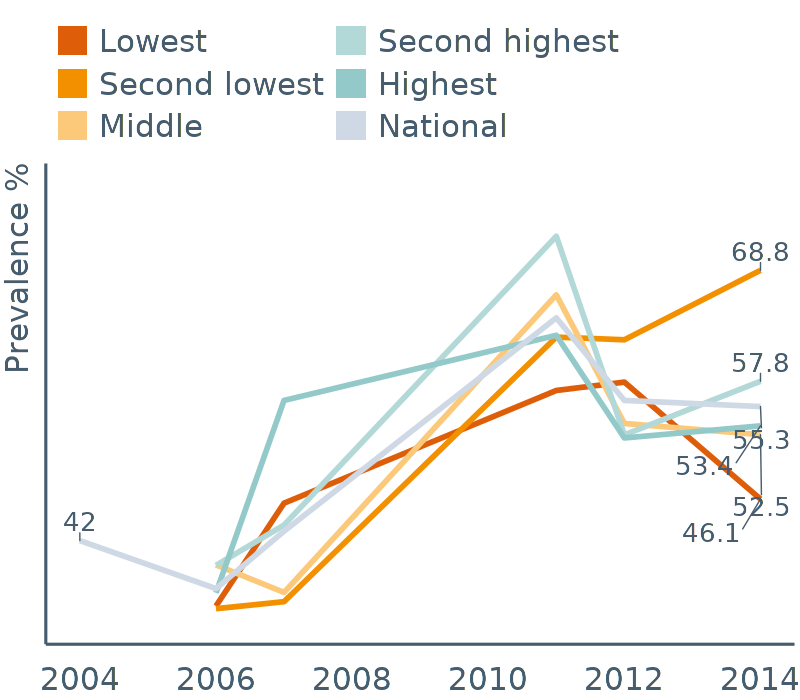 Lowest
Second lowest
Middle
Second highest
Highest
National
Prevalence %
68.8
57.8
55.3
53.4
52.5
46.1
42
2004 2006 2008 2010 2012 2014